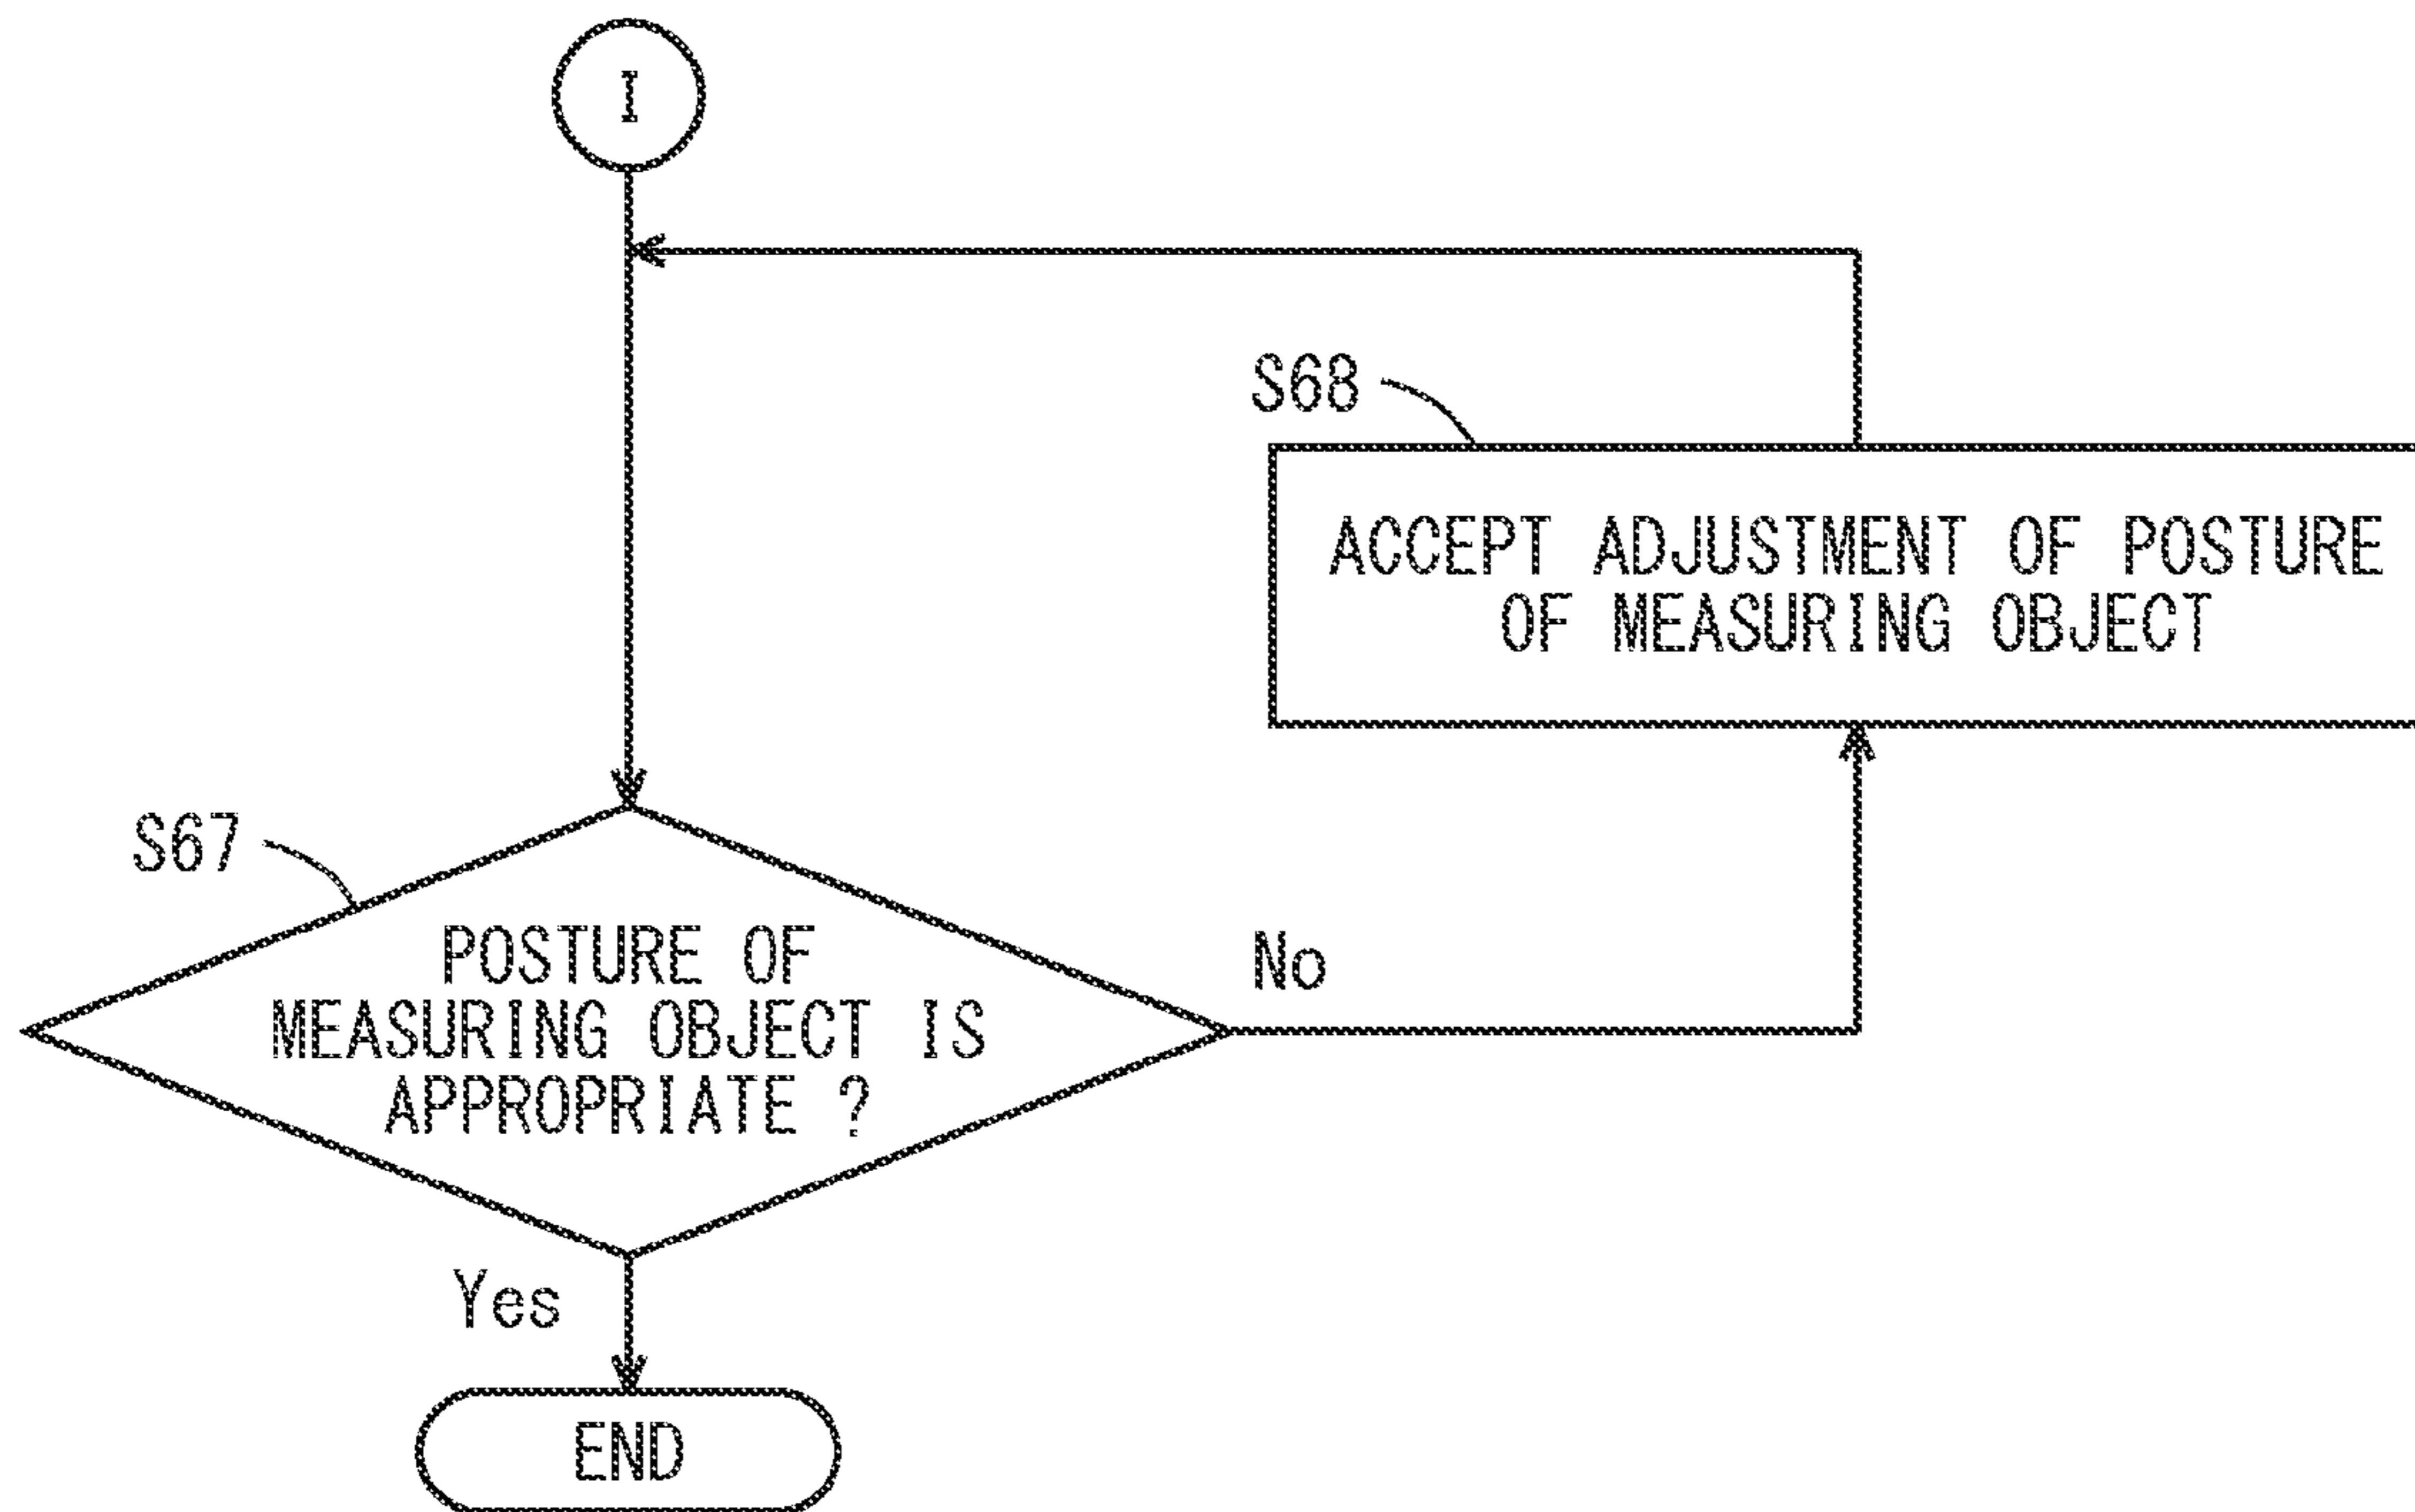 I
S68
ACCEPT ADJUSTMENT OF POSTURE
OF MEASURING OBJECT
S67
POSTURE OF
MEASURING OBJECT IS
APPROPRIATE ?
No
Yes
END